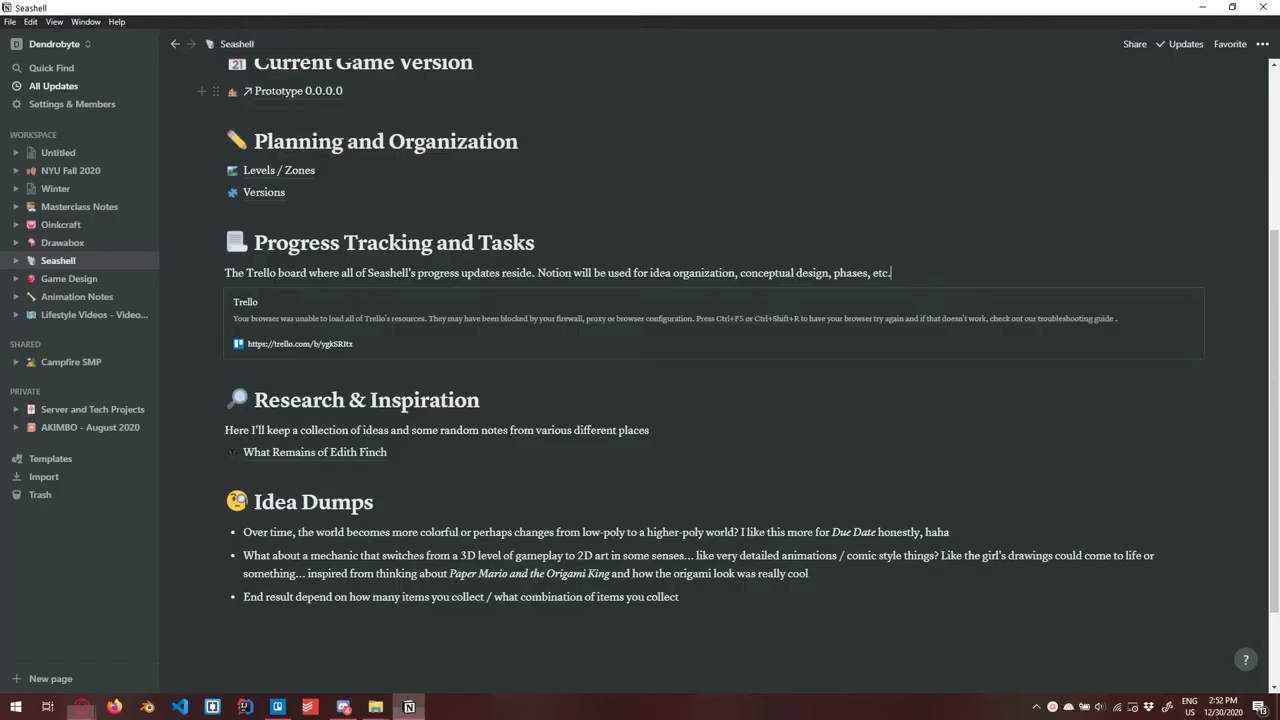 Seashell
File Edit View Window Help
D Dendrobyte
Seashell
Share Updates Favorite
Quick Find
All Updates
Settings & Members
WORKSPACE
Untitled
NYU Fall 2020
Winter
Masterclass Notes
Oinkcraft
Drawabox
Seashell
Game Design
Animation Notes
Lifestyle Videos - Video...
SHARED
Campfire SMP
PRIVATE
Server and Tech Projects
AKIMBO - August 2020
Templates
Import
Trash
New page
21 Current Game Version
Prototype 0.0.0.0
Planning and Organization
Levels / Zones
Versions
Progress Tracking and Tasks
The Trello board where all of Seashell's progress updates reside. Notion will be used for idea organization, conceptual design, phases, etc.
Trello
Your browser was unable to load all of Trello's resources. They may have been blocked by your firewall, proxy or browser configuration. Press Ctrl+F5 or Ctrl+Shift+R to have your browser try again and if that doesn't work, check out our troubleshooting guide .
https://trello.com/b/ygkSRItx
Research & Inspiration
Here I'll keep a collection of ideas and some random notes from various different places
What Remains of Edith Finch
Idea Dumps
• Over time, the world becomes more colorful or perhaps changes from low-poly to a higher-poly world? I like this more for Due Date honestly, haha
• What about a mechanic that switches from a 3D level of gameplay to 2D art in some senses... like very detailed animations / comic style things? Like the girl's drawings could come to life or
something... inspired from thinking about Paper Mario and the Origami King and how the origami look was really cool
• End result depend on how many items you collect / what combination of items you collect
?
ENG
US
2:52 PM
12/30/2020
13